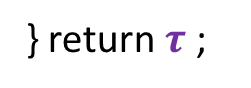 } return τ ;